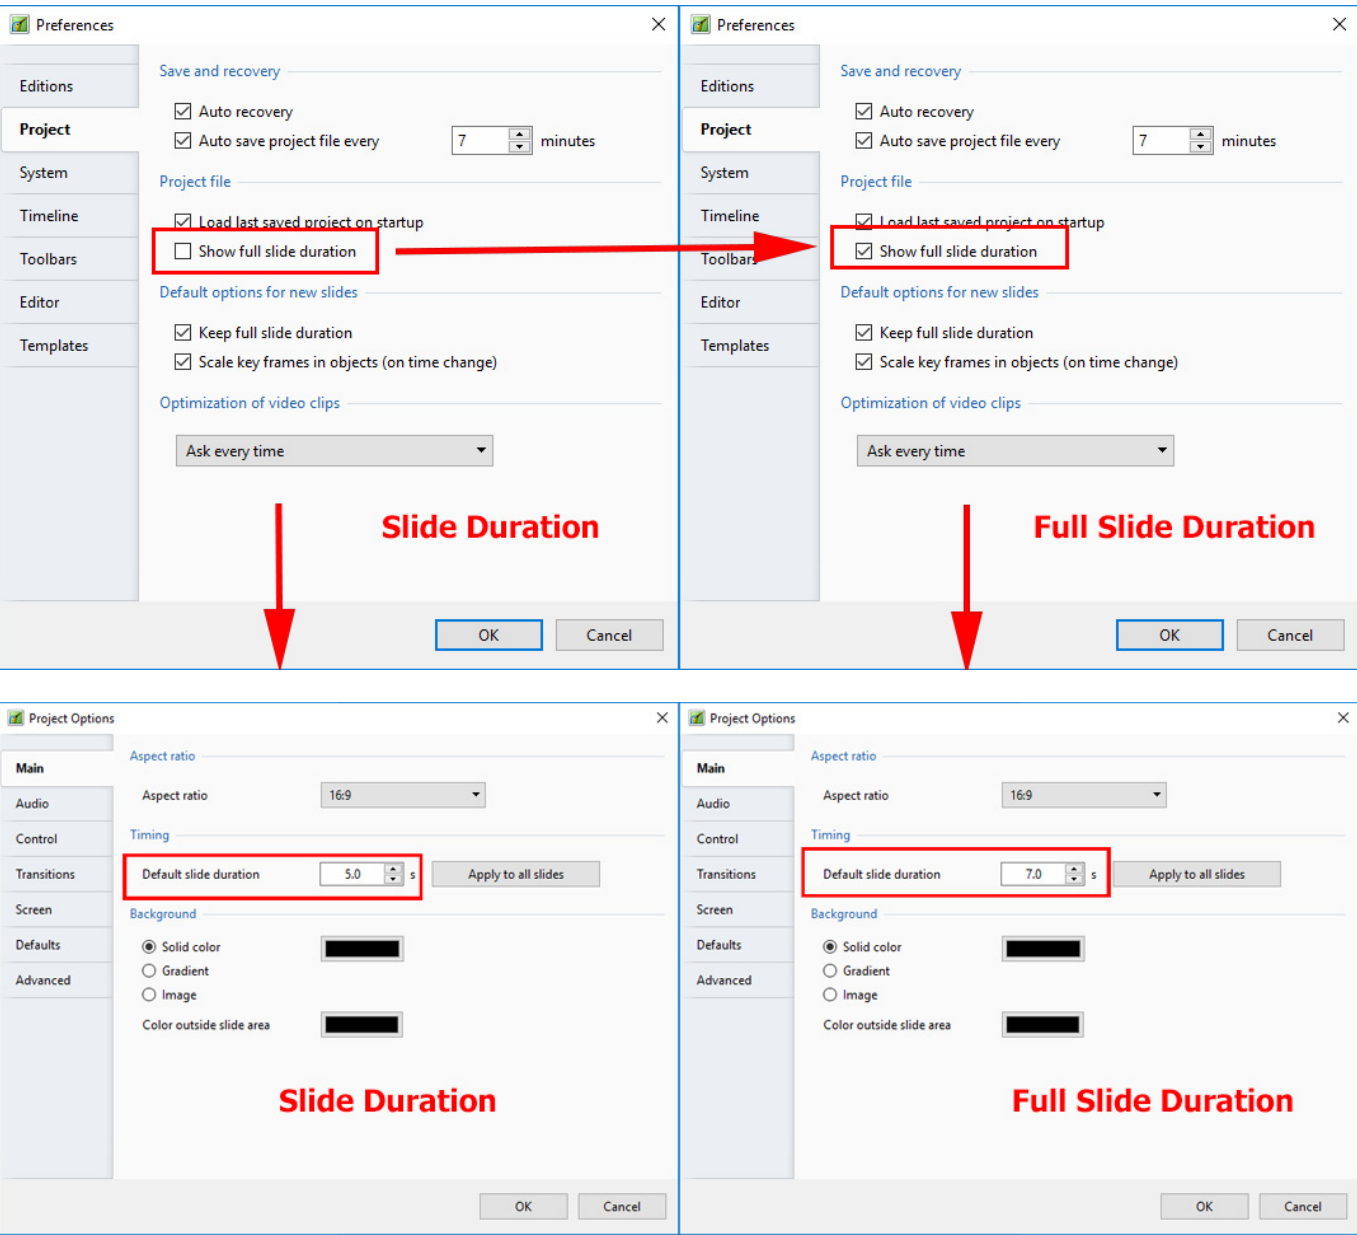 Preferences
Editions
Project
System
Timeline
Toolbars
Editor
Templates
Save and recovery
Auto recovery
Auto save project file every 7 minutes
Project file
Load last saved project on startup
Show full slide duration
Default options for new slides
Keep full slide duration
Scale key frames in objects (on time change)
Optimization of video clips
Ask every time
Slide Duration
OK Cancel
Preferences
Editions
Project
System
Timeline
Toolbars
Editor
Templates
Save and recovery
Auto recovery
Auto save project file every 7 minutes
Project file
Load last saved project on startup
Show full slide duration
Default options for new slides
Keep full slide duration
Scale key frames in objects (on time change)
Optimization of video clips
Ask every time
Full Slide Duration
OK Cancel
Project Options
Main
Audio
Control
Transitions
Screen
Defaults
Advanced
Aspect ratio
Aspect ratio 16:9
Timing
Default slide duration 5.0 s Apply to all slides
Background
Solid color
Gradient
Image
Color outside slide area
Slide Duration
OK Cancel
Project Options
Main
Audio
Control
Transitions
Screen
Defaults
Advanced
Aspect ratio
Aspect ratio 16:9
Timing
Default slide duration 7.0 s Apply to all slides
Background
Solid color
Gradient
Image
Color outside slide area
Full Slide Duration
OK Cancel